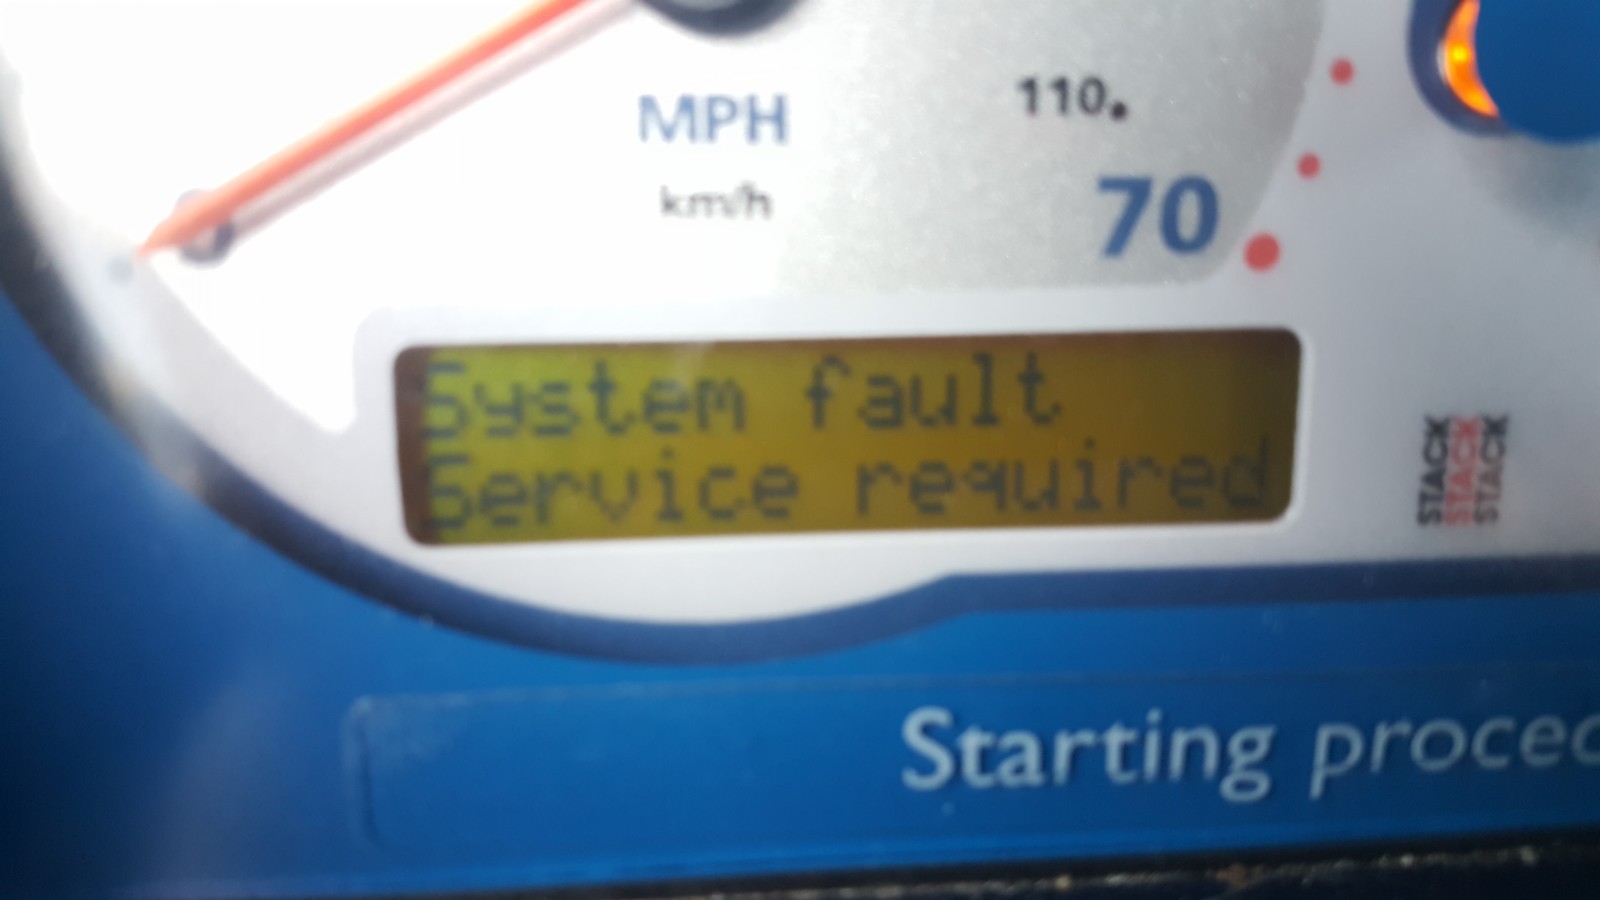 MPH
km/h
110
70
System fault
Service required
STACK
STACK
STACK
Starting